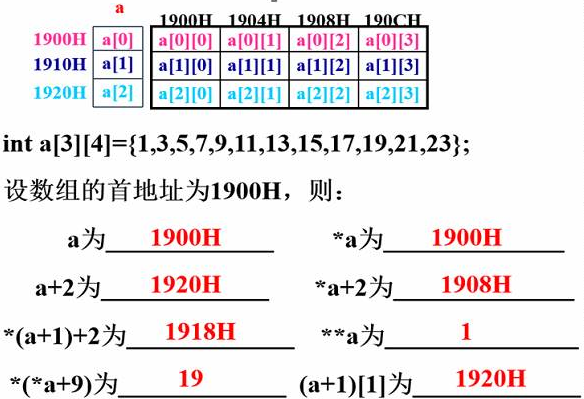 a
1900H 1904H 1908H 190CH
1900H a[0] a[0][0] a[0][1] a[0][2] a[0][3]
1910H a[1] a[1][0] a[1][1] a[1][2] a[1][3]
1920H a[2] a[2][0] a[2][1] a[2][2] a[2][3]
int a[3][4]={1,3,5,7,9,11,13,15,17,19,21,23};
设数组的首地址为1900H，则：
a为 1900H *a为 1900H
a+2为 1920H *a+2为 1908H
*(a+1)+2为 1918H **a为 1
*(*a+9)为 19 (a+1)[1]为 1920H